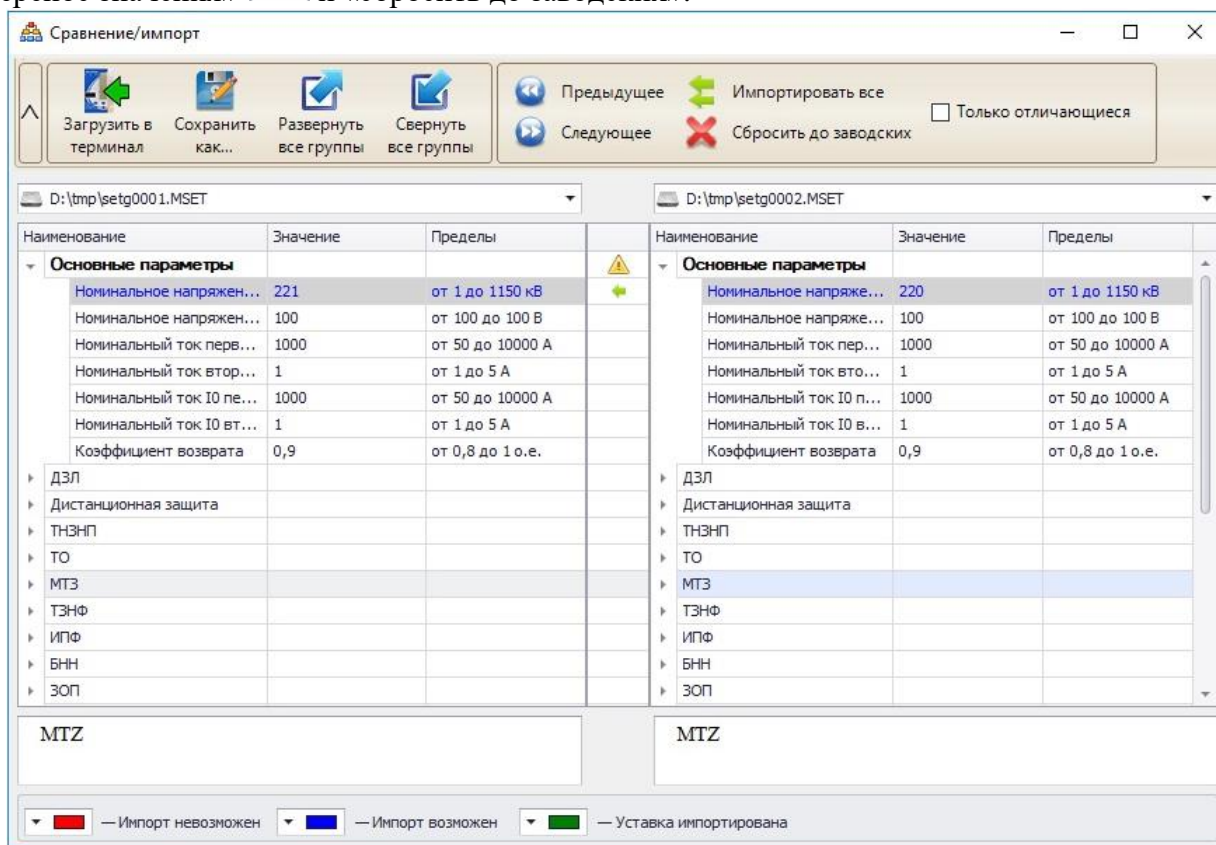 Сравнение/импорт
Загрузить в терминал
Сохранить как...
Развернуть все группы
Свернуть все группы
Предыдущее
Следующее
Импортировать все
Сбросить до заводских
Только отличающиеся
D:\tmp\setg0001.MSET
D:\tmp\setg0002.MSET
Наименование Значение Пределы Наименование Значение Пределы
Основные параметры Основные параметры
Номинальное напряжен... 221 от 1 до 1150 кВ Номинальное напряже... 220 от 1 до 1150 кВ
Номинальное напряжен... 100 от 100 до 100 В Номинальное напряже... 100 от 100 до 100 В
Номинальный ток перв... 1000 от 50 до 10000 А Номинальный ток пер... 1000 от 50 до 10000 А
Номинальный ток втор... 1 от 1 до 5 А Номинальный ток вто... 1 от 1 до 5 А
Номинальный ток I0 пе... 1000 от 50 до 10000 А Номинальный ток I0 п... 1000 от 50 до 10000 А
Номинальный ток I0 вт... 1 от 1 до 5 А Номинальный ток I0 в... 1 от 1 до 5 А
Коэффициент возврата 0,9 от 0,8 до 1 о.е. Коэффициент возврата 0,9 от 0,8 до 1 о.е.
ДЗЛ ДЗЛ
Дистанционная защита Дистанционная защита
ТНЗНП ТНЗНП
ТО ТО
МТЗ МТЗ
ТЗНФ ТЗНФ
ИПФ ИПФ
БНН БНН
ЗОП ЗОП
MTZ MTZ
— Импорт невозможен — Импорт возможен — Уставка импортирована